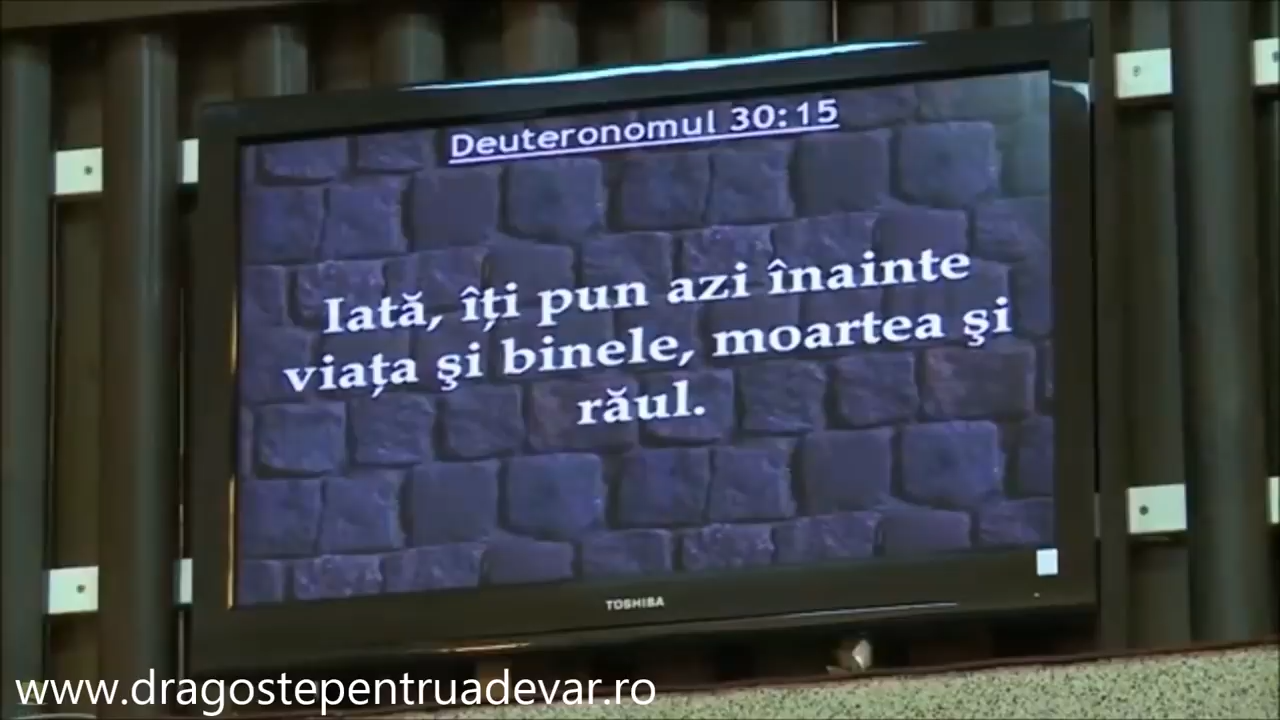 Deuteronomul 30:15
Iată, îți pun azi înainte
viața şi binele, moartea şi
răul.
TOSHIBA
www.dragostepentruadevar.ro